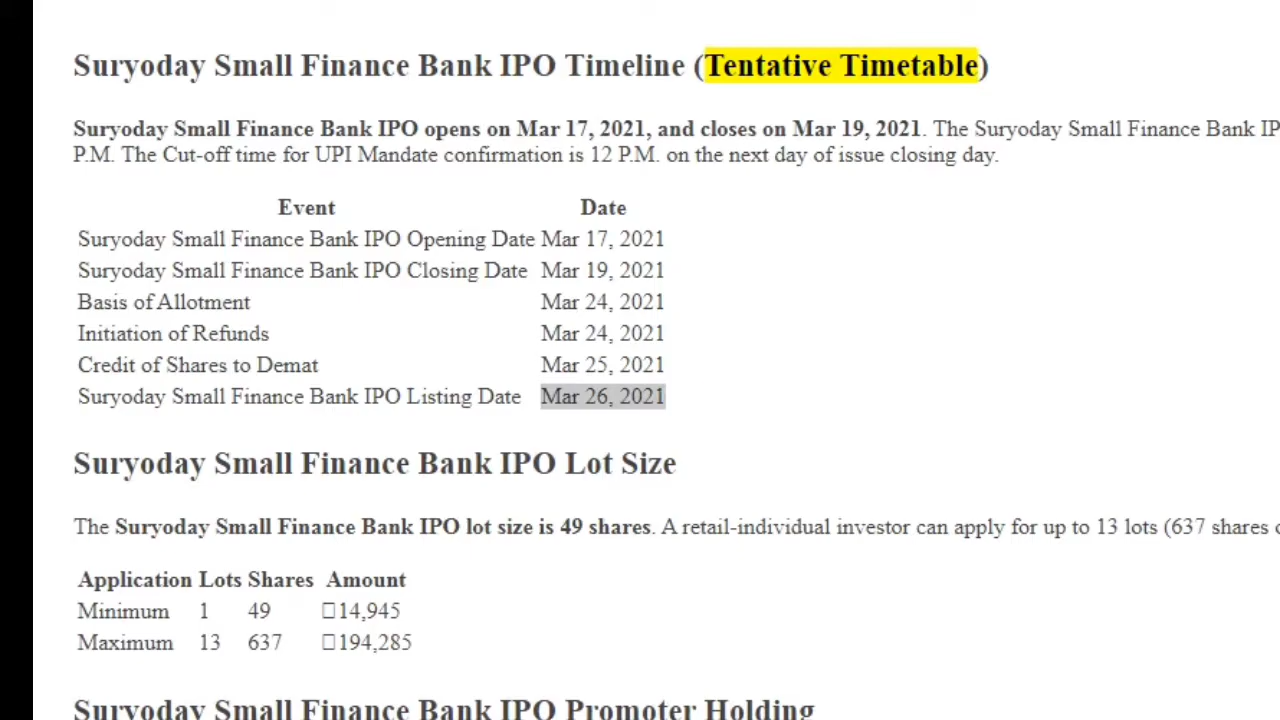 Suryoday Small Finance Bank IPO Timeline (Tentative Timetable)
Suryoday Small Finance Bank IPO opens on Mar 17, 2021, and closes on Mar 19, 2021. The Suryoday Small Finance Bank IP
P.M. The Cut-off time for UPI Mandate confirmation is 12 P.M. on the next day of issue closing day.
Event Date
Suryoday Small Finance Bank IPO Opening Date Mar 17, 2021
Suryoday Small Finance Bank IPO Closing Date Mar 19, 2021
Basis of Allotment Mar 24, 2021
Initiation of Refunds Mar 24, 2021
Credit of Shares to Demat Mar 25, 2021
Suryoday Small Finance Bank IPO Listing Date Mar 26, 2021
Suryoday Small Finance Bank IPO Lot Size
The Suryoday Small Finance Bank IPO lot size is 49 shares. A retail-individual investor can apply for up to 13 lots (637 shares
Application Lots Shares Amount
Minimum 1 49 □14,945
Maximum 13 637 □194,285
Suryoday Small Finance Bank IPO Promoter Holding